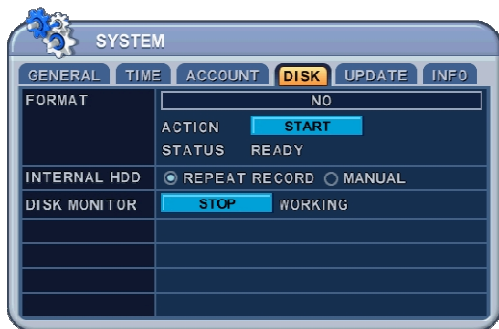 SYSTEM
GENERAL TIME ACCOUNT DISK UPDATE INFO
FORMAT NO
ACTION START
STATUS READY
INTERNAL HDD REPEAT RECORD MANUAL
DISK MONITOR STOP WORKING